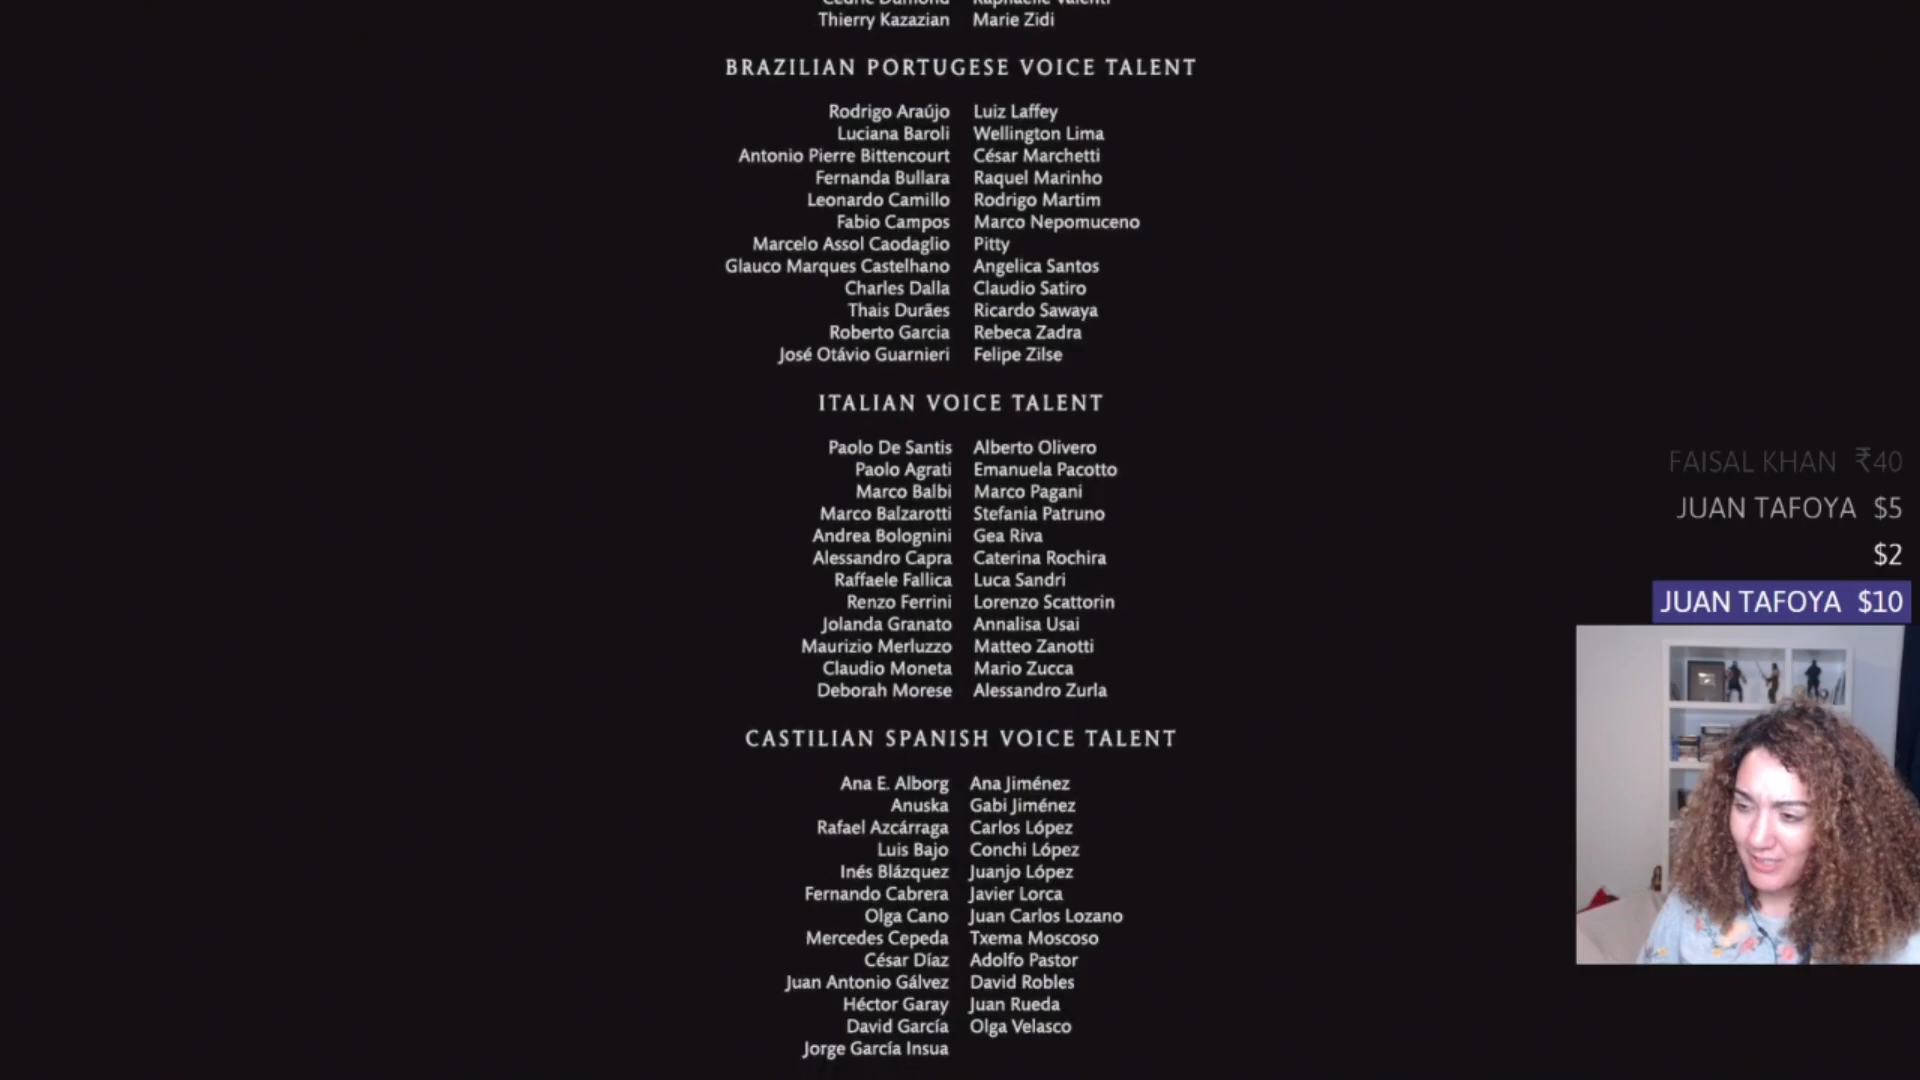 Cédric Dumond Raphaëlle Valenti
Thierry Kazazian Marie Zidi
BRAZILIAN PORTUGESE VOICE TALENT
Rodrigo Araújo Luiz Laffey
Luciana Baroli Wellington Lima
Antonio Pierre Bittencourt César Marchetti
Fernanda Bullara Raquel Marinho
Leonardo Camillo Rodrigo Martim
Fabio Campos Marco Nepomuceno
Marcelo Assol Caodaglio Pitty
Glauco Marques Castelhano Angelica Santos
Charles Dalla Claudio Satiro
Thais Durães Ricardo Sawaya
Roberto Garcia Rebeca Zadra
José Otávio Guarnieri Felipe Zilse
ITALIAN VOICE TALENT
Paolo De Santis Alberto Olivero
Paolo Agrati Emanuela Pacotto
Marco Balbi Marco Pagani
Marco Balzarotti Stefania Patruno
Andrea Bolognini Gea Riva
Alessandro Capra Caterina Rochira
Raffaele Fallica Luca Sandri
Renzo Ferrini Lorenzo Scattorin
Jolanda Granato Annalisa Usai
Maurizio Merluzzo Matteo Zanotti
Claudio Moneta Mario Zucca
Deborah Morese Alessandro Zurla
CASTILIAN SPANISH VOICE TALENT
Ana E. Alborg Ana Jiménez
Anuska Gabi Jiménez
Rafael Azcárraga Carlos López
Luis Bajo Conchi López
Inés Blázquez Juanjo López
Fernando Cabrera Javier Lorca
Olga Cano Juan Carlos Lozano
Mercedes Cepeda Txema Moscoso
César Díaz Adolfo Pastor
Juan Antonio Gálvez David Robles
Héctor Garay Juan Rueda
David García Olga Velasco
Jorge García Insua
FAISAL KHAN ₹40
JUAN TAFOYA $5
$2
JUAN TAFOYA $10